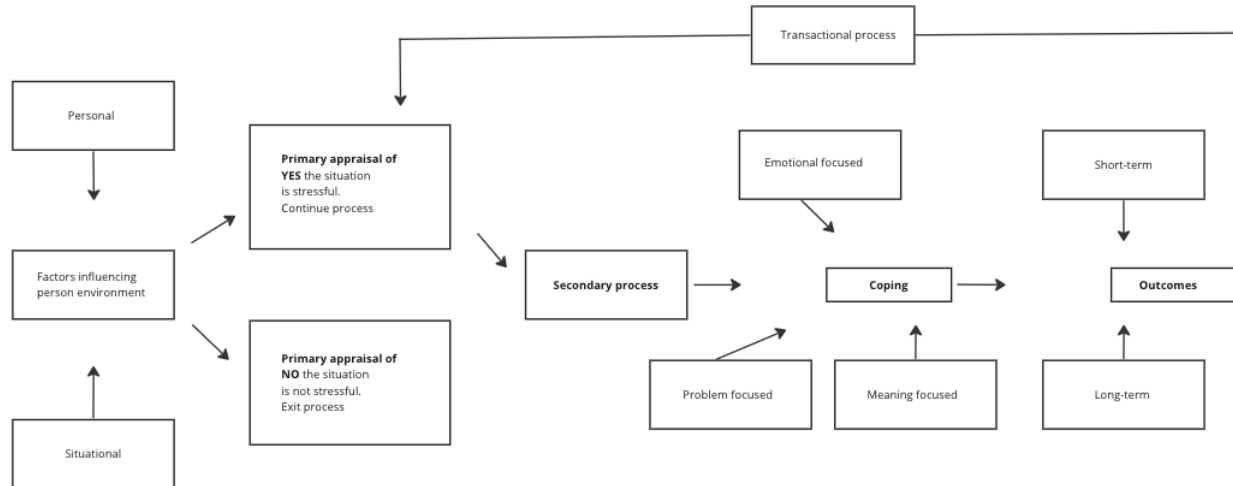 Transactional process
Personal
Primary appraisal of
YES the situation
is stressful.
Continue process
Emotional focused
Short-term
Factors influencing
person environment
Secondary process
Coping
Outcomes
Primary appraisal of
NO the situation
is not stressful.
Exit process
Problem focused
Meaning focused
Long-term
Situational